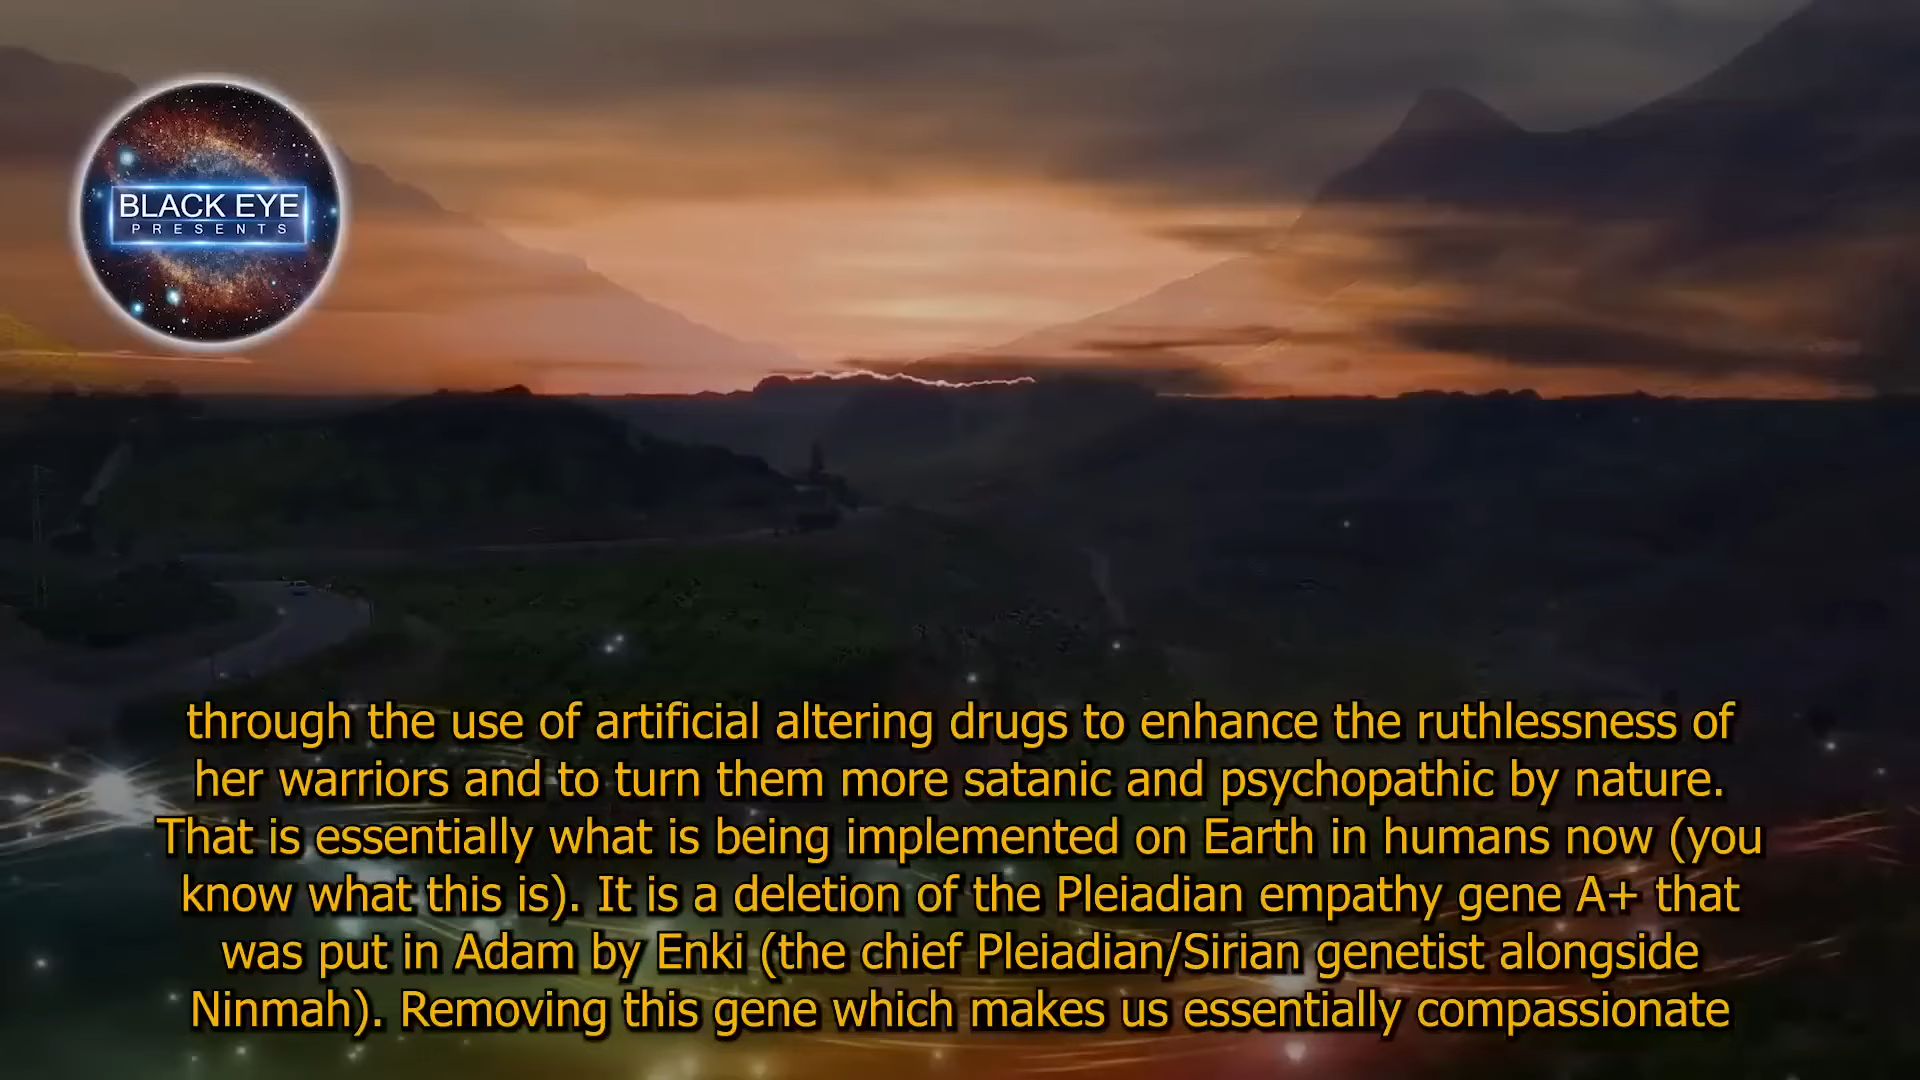 BLACK EYE
PRESENTS
through the use of artificial altering drugs to enhance the ruthlessness of
her warriors and to turn them more satanic and psychopathic by nature.
That is essentially what is being implemented on Earth in humans now (you
know what this is). It is a deletion of the Pleiadian empathy gene A+ that
was put in Adam by Enki (the chief Pleiadian/Sirian genetist alongside
Ninmah). Removing this gene which makes us essentially compassionate